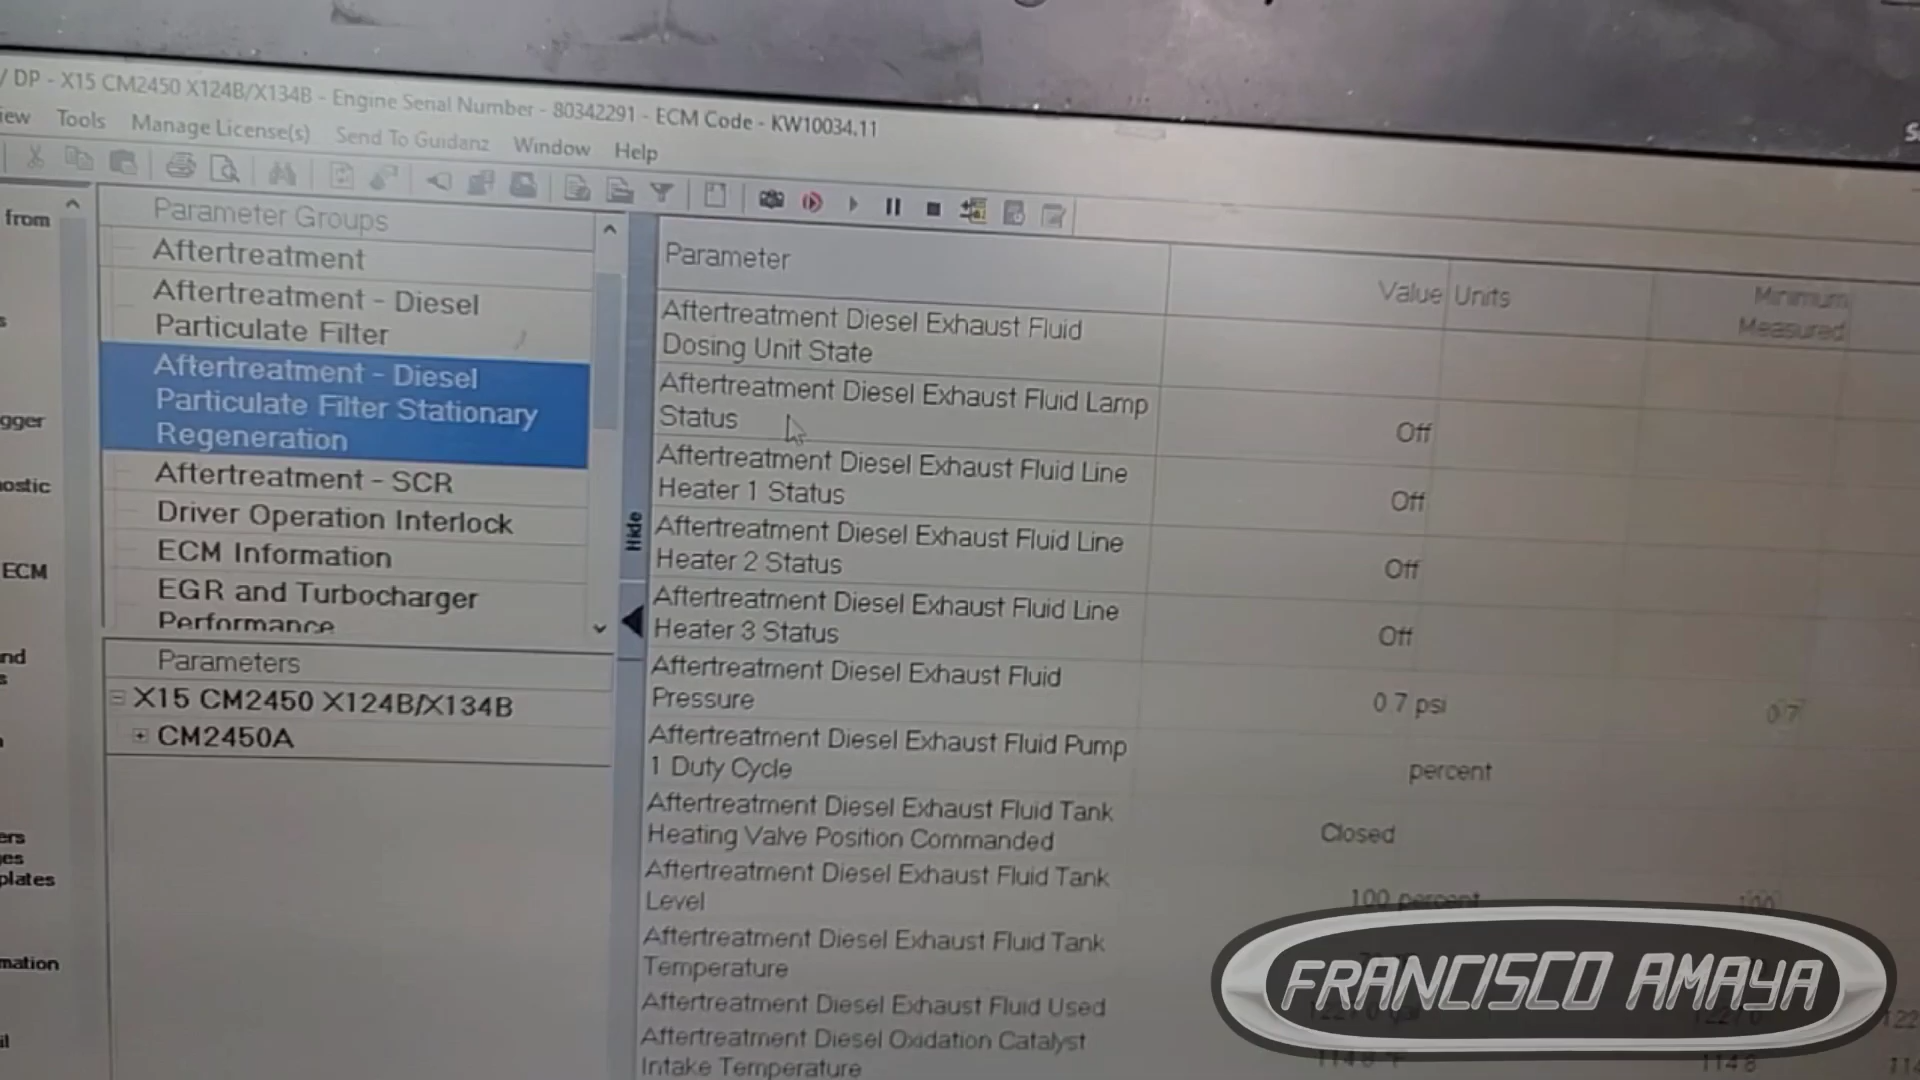 / DP - X15 CM2450 X124B/X134B - Engine Serial Number - 80342291 - ECM Code - KW10034.11
iew Tools Manage License(s) Send To Guidanz Window Help
from
gger
ostic
ECM
nd
ers
ges
plates
mation
il
Parameter Groups
Aftertreatment
Aftertreatment - Diesel
Particulate Filter
Aftertreatment - Diesel
Particulate Filter Stationary
Regeneration
Aftertreatment - SCR
Driver Operation Interlock
ECM Information
EGR and Turbocharger
Performance
Parameters
X15 CM2450 X124B/X134B
CM2450A
Hide
Parameter Value Units Minimum
Measured
Aftertreatment Diesel Exhaust Fluid
Dosing Unit State
Aftertreatment Diesel Exhaust Fluid Lamp
Status Off
Aftertreatment Diesel Exhaust Fluid Line
Heater 1 Status Off
Aftertreatment Diesel Exhaust Fluid Line
Heater 2 Status Off
Aftertreatment Diesel Exhaust Fluid Line
Heater 3 Status Off
Aftertreatment Diesel Exhaust Fluid
Pressure 0.7 psi 0.7
Aftertreatment Diesel Exhaust Fluid Pump
1 Duty Cycle percent
Aftertreatment Diesel Exhaust Fluid Tank
Heating Valve Position Commanded Closed
Aftertreatment Diesel Exhaust Fluid Tank
Level 100 percent 100
Aftertreatment Diesel Exhaust Fluid Tank
Temperature
Aftertreatment Diesel Exhaust Fluid Used
Aftertreatment Diesel Oxidation Catalyst
Intake Temperature 114.8 °F 114.8
FRANCISCO AMAYA